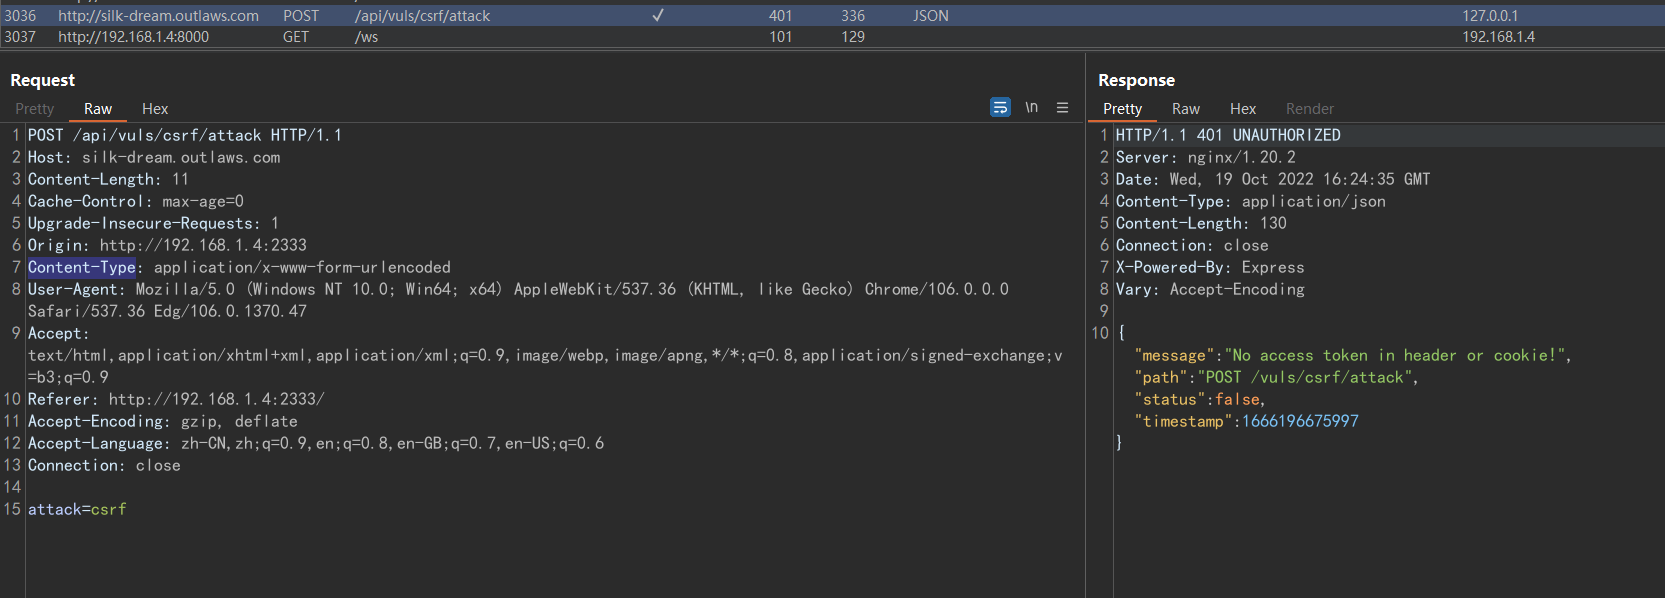 3036 http://silk-dream.outlaws.com POST /api/vuls/csrf/attack ✓ 401 336 JSON 127.0.0.1
3037 http://192.168.1.4:8000 GET /ws 101 129 192.168.1.4
Request
Pretty Raw Hex
\n
1 POST /api/vuls/csrf/attack HTTP/1.1
2 Host: silk-dream.outlaws.com
3 Content-Length: 11
4 Cache-Control: max-age=0
5 Upgrade-Insecure-Requests: 1
6 Origin: http://192.168.1.4:2333
7 Content-Type: application/x-www-form-urlencoded
8 User-Agent: Mozilla/5.0 (Windows NT 10.0; Win64; x64) AppleWebKit/537.36 (KHTML, like Gecko) Chrome/106.0.0.0
Safari/537.36 Edg/106.0.1370.47
9 Accept:
text/html,application/xhtml+xml,application/xml;q=0.9,image/webp,image/apng,*/*;q=0.8,application/signed-exchange;v
=b3;q=0.9
10 Referer: http://192.168.1.4:2333/
11 Accept-Encoding: gzip, deflate
12 Accept-Language: zh-CN,zh;q=0.9,en;q=0.8,en-GB;q=0.7,en-US;q=0.6
13 Connection: close
14
15 attack=csrf
Response
Pretty Raw Hex Render
1 HTTP/1.1 401 UNAUTHORIZED
2 Server: nginx/1.20.2
3 Date: Wed, 19 Oct 2022 16:24:35 GMT
4 Content-Type: application/json
5 Content-Length: 130
6 Connection: close
7 X-Powered-By: Express
8 Vary: Accept-Encoding
9
10 {
"message":"No access token in header or cookie!",
"path":"POST /vuls/csrf/attack",
"status":false,
"timestamp":1666196675997
}